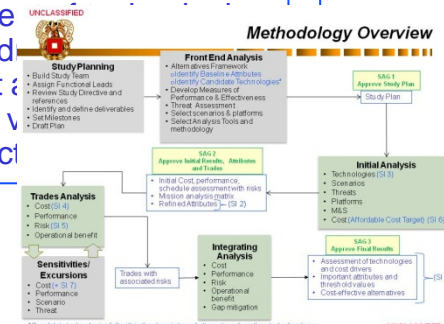 UNCLASSIFIED
Methodology Overview
Study Planning
• Build Study Team
• Assign Functional Leads
• Review Study Directive and
references
• Identify and define deliverables
• Set Milestones
• Draft Plan
Front End Analysis
• Alternatives Framework
Identify Baseline Attributes
Identify Candidate Technologies*
• Develop Measures of
Performance & Effectiveness
• Threat Assessment
• Select scenarios & platforms
• Select Analysis Tools and
methodology
SAG 1
Approve Study Plan
Study Plan
Initial Analysis
• Technologies (SI 3)
• Scenarios
• Threats
• Platforms
• M&S
• Cost (Affordable Cost Target) (SI 6)
SAG 2
Approve Initial Results, Attributes
and Trades
• Initial Cost, performance,
schedule assessment with risks
• Mission analysis matrix
• Refined Attributes (SI 2)
Trades Analysis
• Cost (SI 4)
• Performance
• Risk (SI 5)
• Operational benefit
Sensitivities/
Excursions
• Cost (+ SI 7)
• Performance
• Scenario
• Threat
Trades with
associated risks
Integrating
Analysis
• Cost
• Performance
• Risk
• Operational
benefit
• Gap mitigation
SAG 3
Approve Final Results
• Assessment of technologies
and cost drivers
• Important attributes and
threshold values
• Cost-effective alternatives
(SI